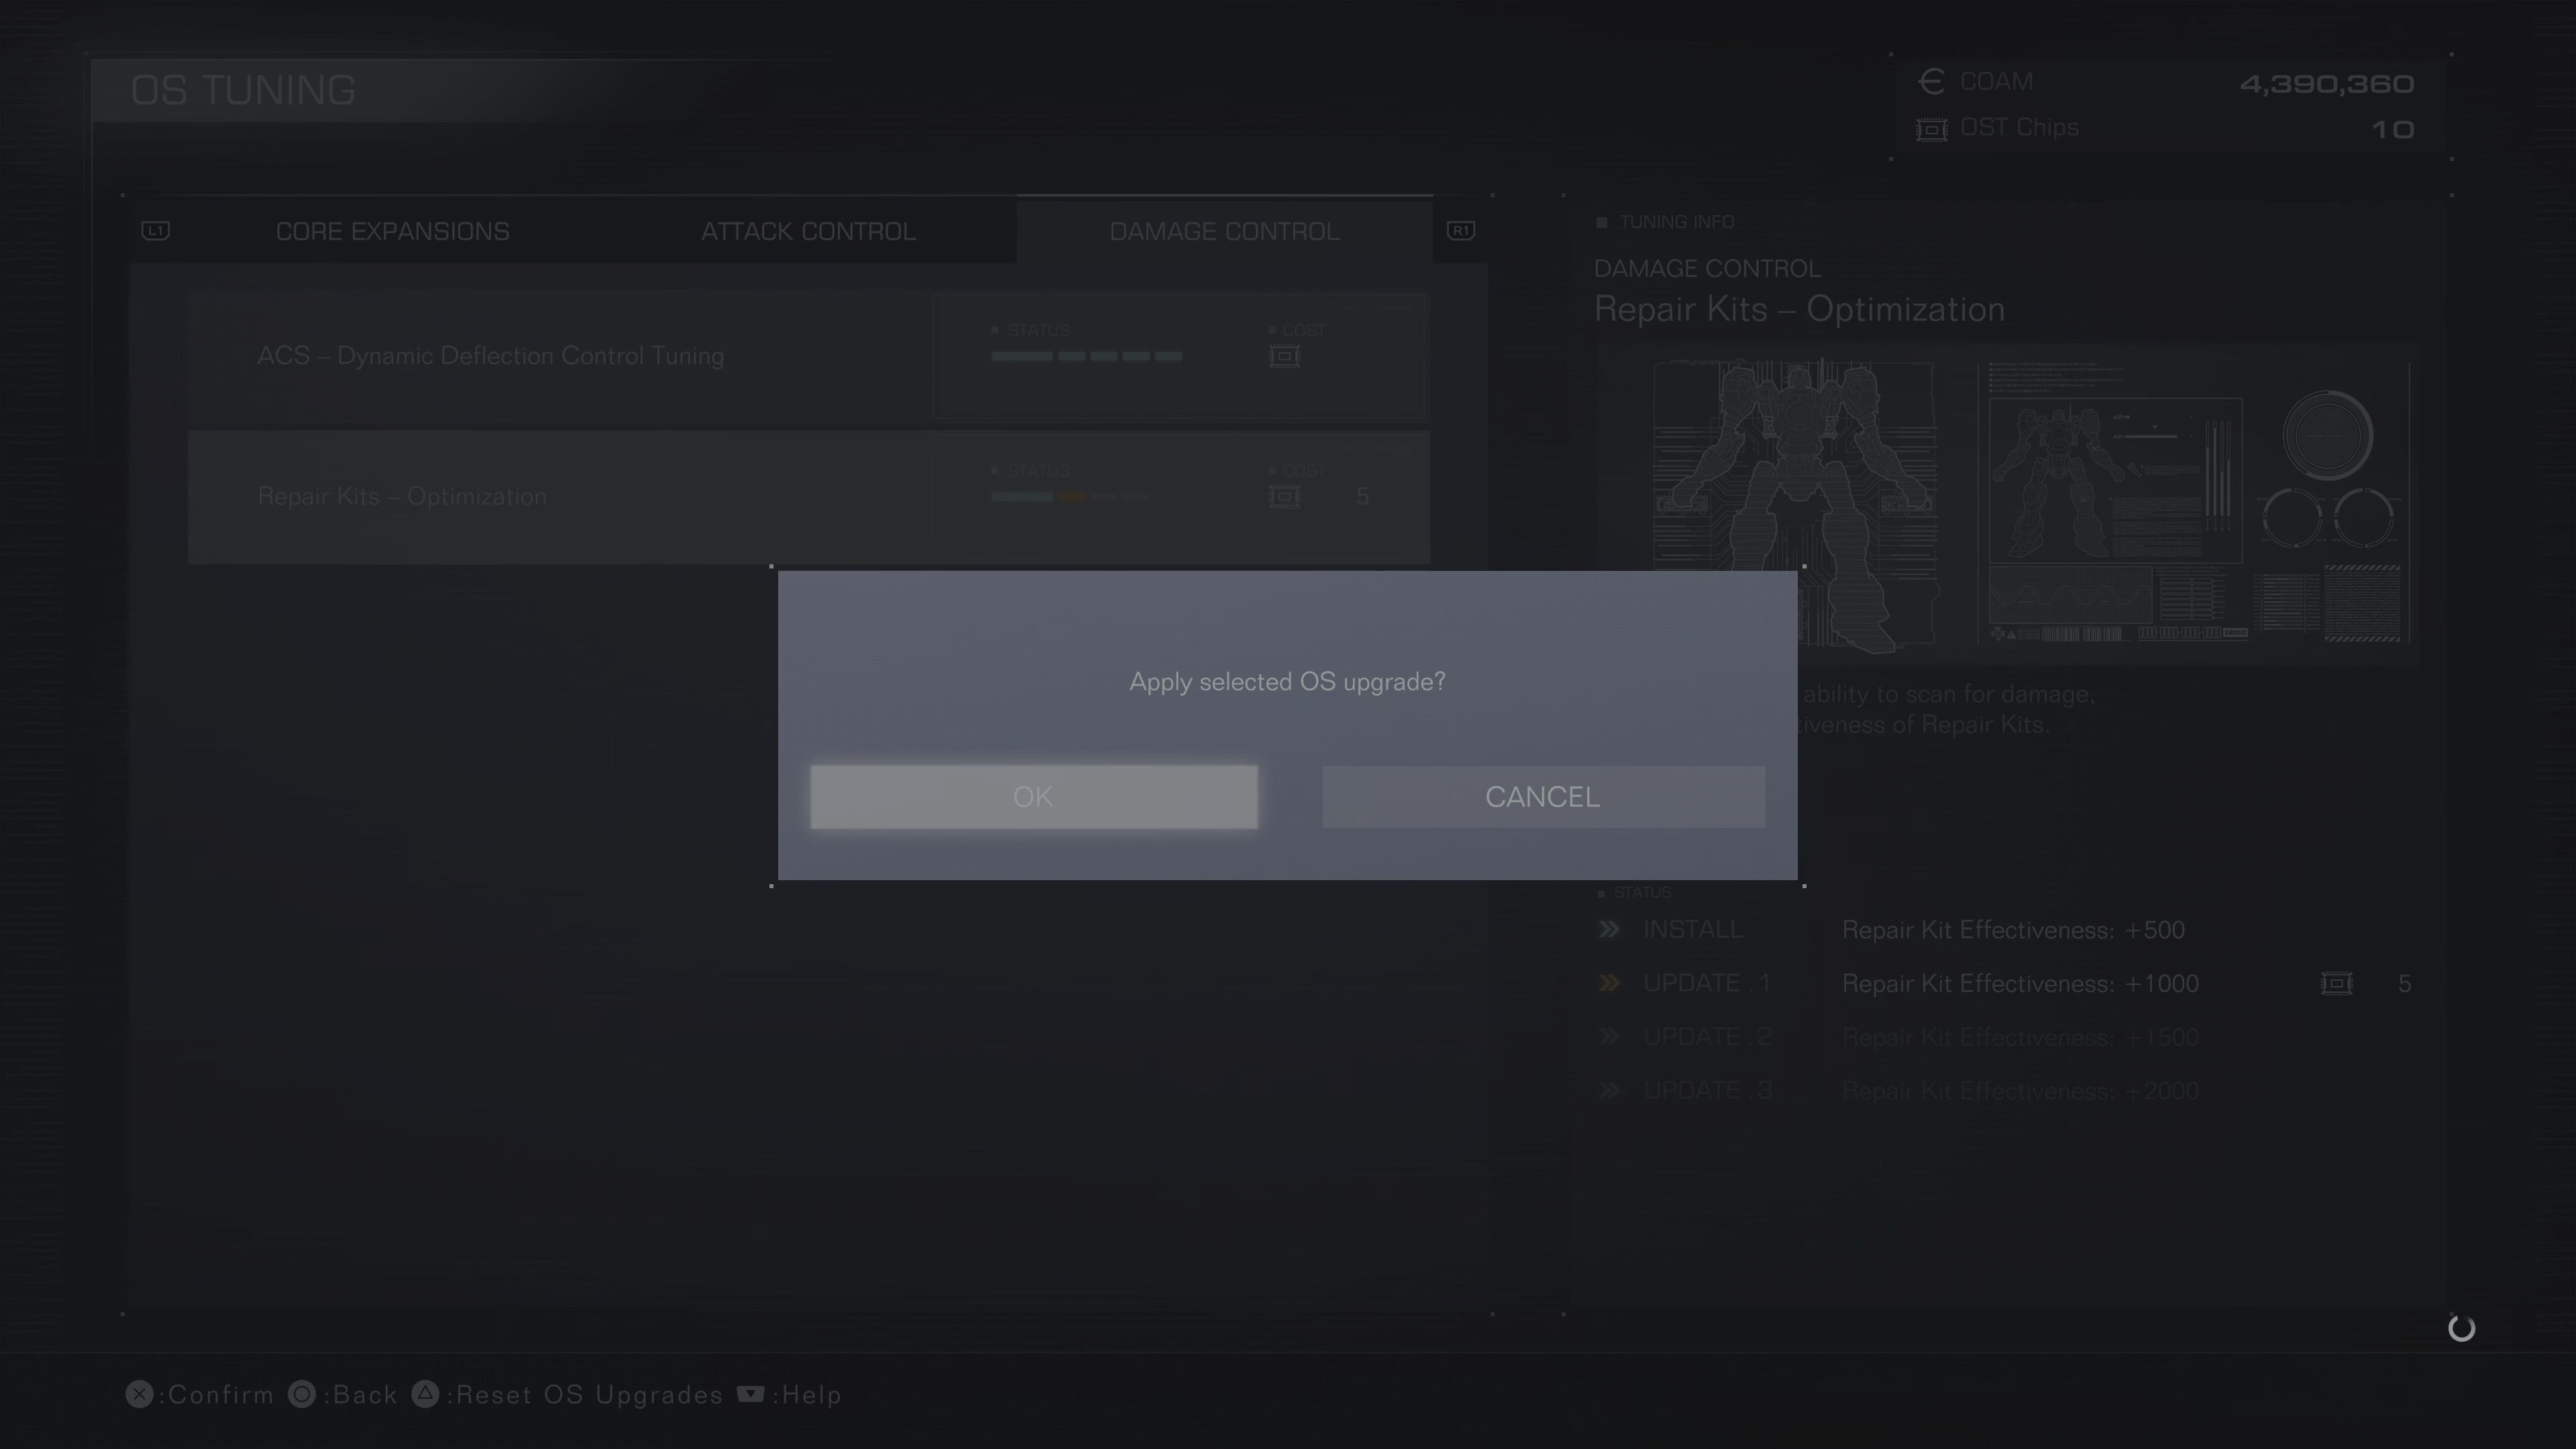 OS TUNING
COAM 4,390,360
OST Chips 10
L1 CORE EXPANSIONS ATTACK CONTROL DAMAGE CONTROL R1
ACS – Dynamic Deflection Control Tuning
STATUS COST
Repair Kits – Optimization
STATUS COST
5
TUNING INFO
DAMAGE CONTROL
Repair Kits – Optimization
ability to scan for damage,
of Repair Kits.
Apply selected OS upgrade?
OK CANCEL
STATUS
INSTALL Repair Kit Effectiveness: +500
UPDATE .1 Repair Kit Effectiveness: +1000 5
UPDATE .2 Repair Kit Effectiveness: +1500
UPDATE .3 Repair Kit Effectiveness: +2000
:Confirm :Back :Reset OS Upgrades :Help